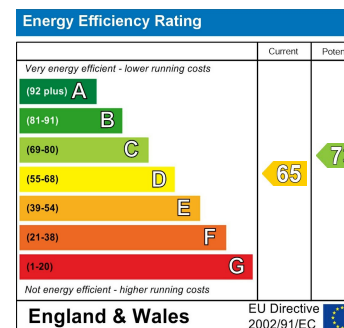 Energy Efficiency Rating
Current
Very energy efficient - lower running costs
(92 plus) A
(81-91) B
(69-80) C
(55-68) D
65
(39-54) E
(21-38) F
(1-20) G
Not energy efficient - higher running costs
England & Wales
EU Directive
2002/91/EC